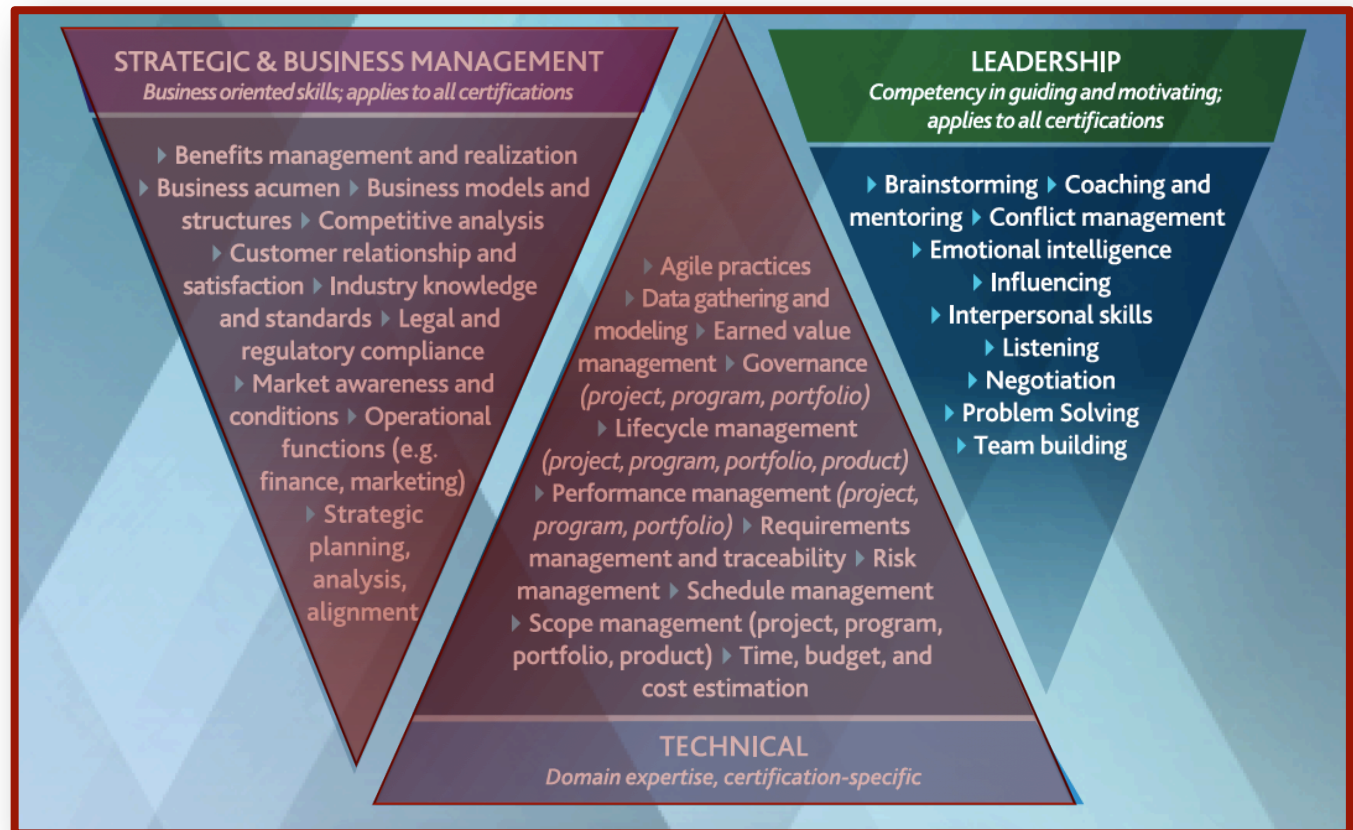 STRATEGIC & BUSINESS MANAGEMENT
Business oriented skills; applies to all certifications
Benefits management and realization
Business acumen Business models and
structures Competitive analysis
Customer relationship and
satisfaction Industry knowledge
and standards Legal and
regulatory compliance
Market awareness and
conditions Operational
functions (e.g.
finance, marketing)
Strategic
planning,
analysis,
alignment
Agile practices
Data gathering and
modeling Earned value
management Governance
(project, program, portfolio)
Lifecycle management
(project, program, portfolio, product)
Performance management (project,
program, portfolio) Requirements
management and traceability Risk
management Schedule management
Scope management (project, program,
portfolio, product) Time, budget, and
cost estimation
TECHNICAL
Domain expertise, certification-specific
LEADERSHIP
Competency in guiding and motivating;
applies to all certifications
Brainstorming Coaching and
mentoring Conflict management
Emotional intelligence
Influencing
Interpersonal skills
Listening
Negotiation
Problem Solving
Team building